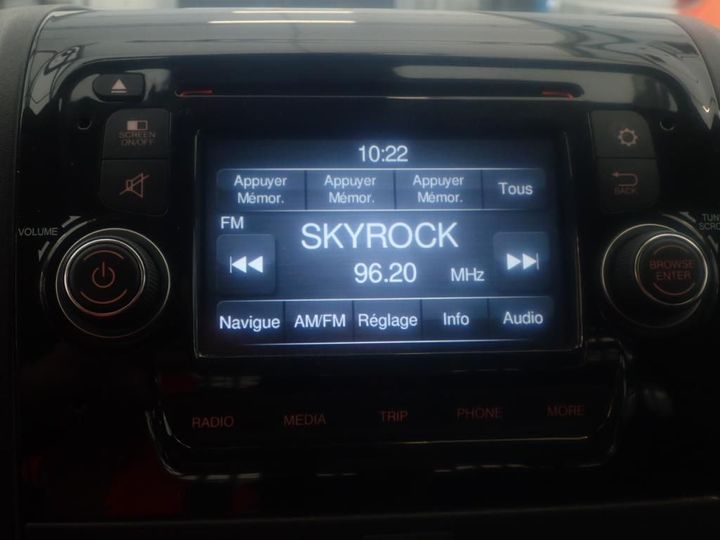 SCREEN
ON/OFF
10:22
Appuyer Appuyer Appuyer
Mémor. Mémor. Mémor. Tous
BACK
VOLUME
FM
SKYROCK
96.20 MHz
TUNE
BROWSE
ENTER
Navigue AM/FM Réglage Info Audio
RADIO MEDIA TRIP PHONE MORE